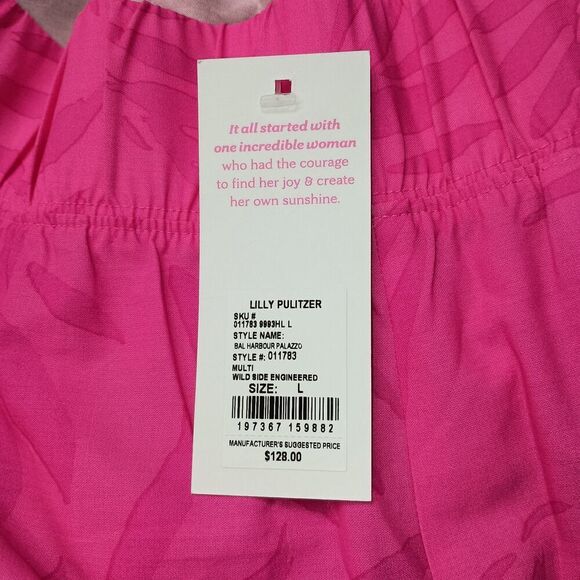 It all started with
one incredible woman
who had the courage
to find her joy & create
her own sunshine.
LILLY PULITZER
SKU #
011783 9993HL L
STYLE NAME:
BAL HARBOUR PALAZZO
STYLE #: 011783
MULTI
WILD SIDE ENGINEERED
SIZE: L
197367 159882
MANUFACTURER'S SUGGESTED PRICE
$128.00